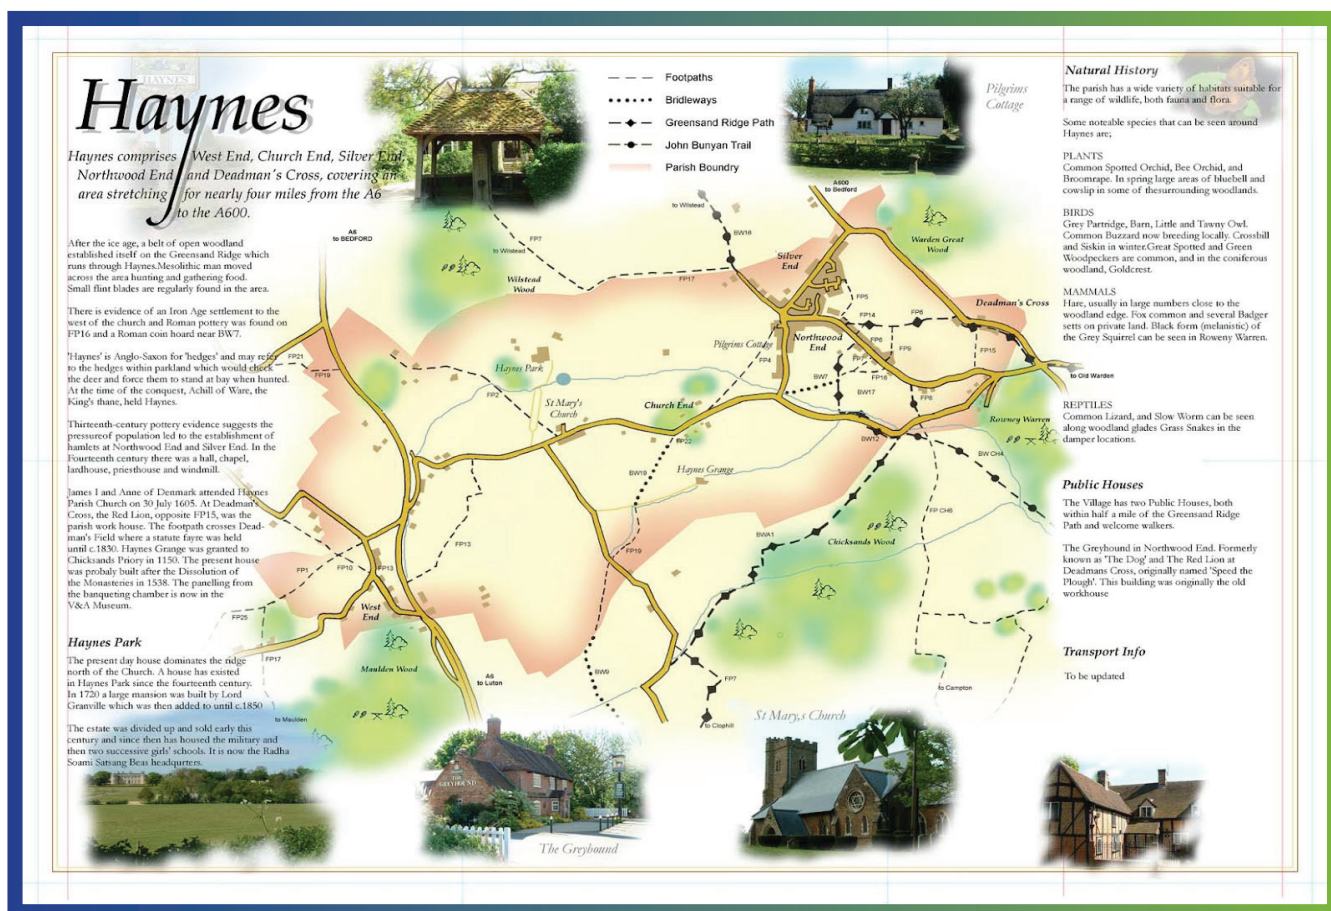 HAYNES
Haynes
Haynes comprises West End, Church End, Silver End,
Northwood End and Deadman's Cross, covering an
area stretching for nearly four miles from the A6
to the A600.
After the ice age, a belt of open woodland
established itself on the Greensand Ridge which
runs through Haynes.Mesolithic man moved
across the area hunting and gathering food.
Small flint blades are regularly found in the area.
There is evidence of an Iron Age settlement to the
west of the church and Roman pottery was found on
FP16 and a Roman coin hoard near BW7.
'Haynes' is Anglo-Saxon for 'hedges' and may refer
to the hedges within parkland which would check
the deer and force them to stand at bay when hunted.
At the time of the conquest, Achill of Ware, the
King's thane, held Haynes.
Thirteenth-century pottery evidence suggests the
pressureof population led to the establishment of
hamlets at Northwood End and Silver End. In the
Fourteenth century there was a hall, chapel,
landhouse, priesthouse and windmill.
James I and Anne of Denmark attended Haynes
Parish Church on 30 July 1605. At Deadman's
Cross, the Red Lion, opposite FP15, was the
parish work house. The footpath crosses Dead-
man's Field where a statute fayre was held
until c.1830. Haynes Grange was granted to
Chicksands Priory in 1150. The present house
was probaly built after the Dissolution of
the Monasteries in 1538. The panelling from
the banqueting chamber is now in the
V&A Museum.
Haynes Park
The present day house dominates the ridge
north of the Church. A house has existed
in Haynes Park since the fourteenth century.
In 1720 a large mansion was built by Lord
Granville which was then added to until c.1850
The estate was divided up and sold early this
century and since then has housed the military and
then two successive girls' schools. It is now the Radha
Soami Satsang Beas headqurters.
Footpaths
Bridleways
Greensand Ridge Path
John Bunyan Trail
Parish Boundry
Pilgrims
Cottage
A6
to BEDFORD
to Wilstead
FP7
to Wilstead
BW16
A600
to Bedford
Wilstead
Wood
FP17
Silver
End
Warden Great
Wood
Deadman's Cross
FP5
FP14
FP6
FP21
FP19
Haynes Park
Pilgrims Cottage
FP4
Northwood
End
FP6
FP9
FP15
FP7
FP16
to Old Warden
FP2
St Mary's
Church
Church End
BW7
BW17
FP8
FP22
BW12
Rowney Warren
BW10
Haynes Grange
BW CH4
FP CH6
Chicksands Wood
BWA1
FP13
FP19
FP1
FP10
FP13
West
End
FP25
FP17
Maulden Wood
A6
to Luton
BW9
FP7
to Campton
to Maulden
to Clophill
THE
GREYHOUND
The Greyhound
St Mary,s Church
Natural History
The parish has a wide variety of habitats suitable for
a range of wildlife, both fauna and flora.
Some noteable species that can be seen around
Haynes are;
PLANTS
Common Spotted Orchid, Bee Orchid, and
Broomrape. In spring large areas of bluebell and
cowslip in some of thesurrounding woodlands.
BIRDS
Grey Partridge, Barn, Little and Tawny Owl.
Common Buzzard now breeding locally. Crossbill
and Siskin in winter.Great Spotted and Green
Woodpeckers are common, and in the coniferous
woodland, Goldcrest.
MAMMALS
Hare, usually in large numbers close to the
woodland edge. Fox common and several Badger
setts on private land. Black form (melanistic) of
the Grey Squirrel can be seen in Roweny Warren.
REPTILES
Common Lizard, and Slow Worm can be seen
along woodland glades Grass Snakes in the
damper locations.
Public Houses
The Village has two Public Houses, both
within half a mile of the Greensand Ridge
Path and welcome walkers.
The Greyhound in Northwood End. Formerly
known as 'The Dog' and The Red Lion at
Deadmans Cross, originally named 'Speed the
Plough'. This building was originally the old
workhouse
Transport Info
To be updated